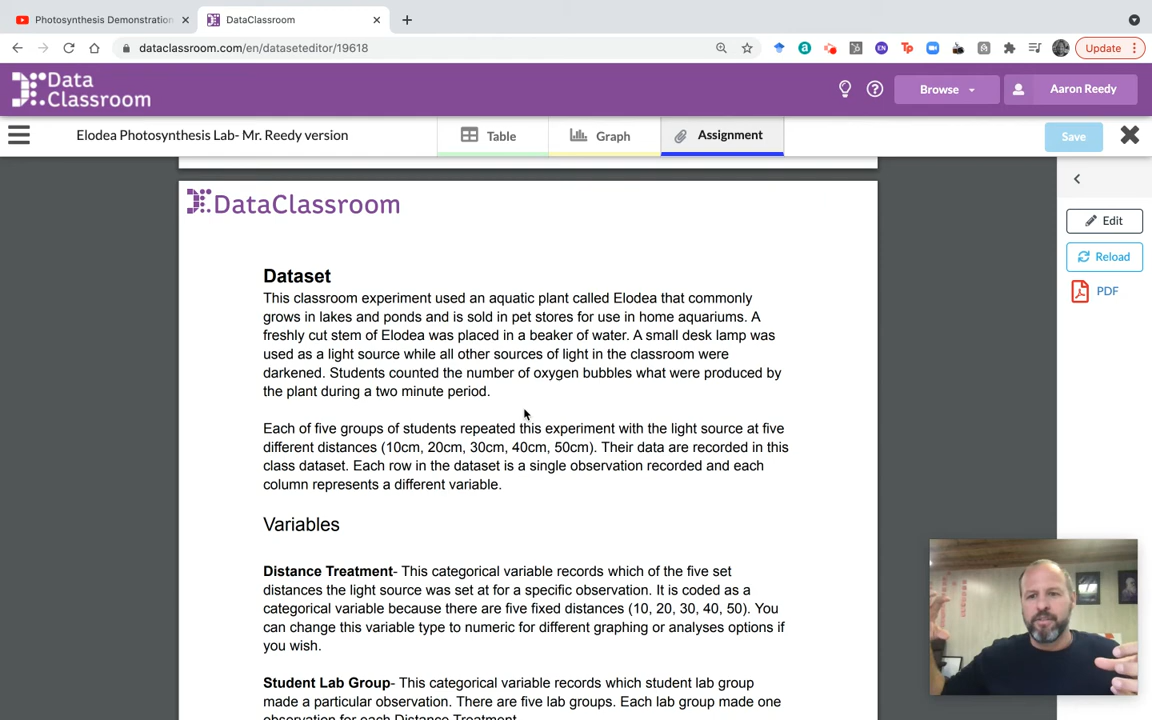 Photosynthesis Demonstration
DataClassroom
dataclassroom.com/en/dataseteditor/19618
Update
Data
Classroom
Browse
Aaron Reedy
Elodea Photosynthesis Lab- Mr. Reedy version
Table
Graph
Assignment
Save
Edit
Reload
PDF
DataClassroom
Dataset
This classroom experiment used an aquatic plant called Elodea that commonly
grows in lakes and ponds and is sold in pet stores for use in home aquariums. A
freshly cut stem of Elodea was placed in a beaker of water. A small desk lamp was
used as a light source while all other sources of light in the classroom were
darkened. Students counted the number of oxygen bubbles what were produced by
the plant during a two minute period.
Each of five groups of students repeated this experiment with the light source at five
different distances (10cm, 20cm, 30cm, 40cm, 50cm). Their data are recorded in this
class dataset. Each row in the dataset is a single observation recorded and each
column represents a different variable.
Variables
Distance Treatment- This categorical variable records which of the five set
distances the light source was set at for a specific observation. It is coded as a
categorical variable because there are five fixed distances (10, 20, 30, 40, 50). You
can change this variable type to numeric for different graphing or analyses options if
you wish.
Student Lab Group- This categorical variable records which student lab group
made a particular observation. There are five lab groups. Each lab group made one
observation for each Distance Treatment.